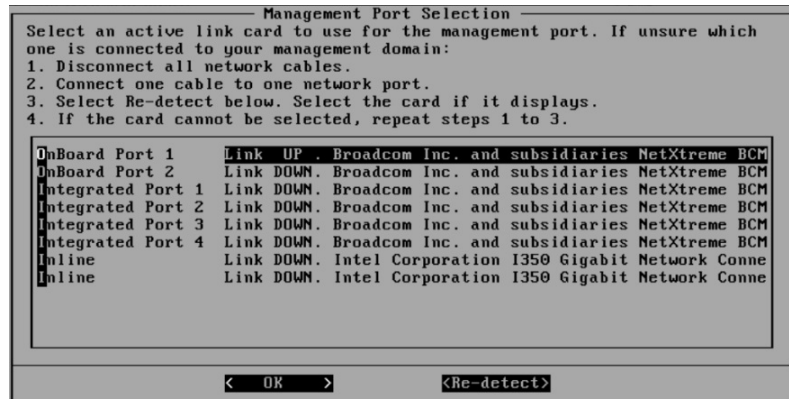 Management Port Selection
Select an active link card to use for the management port. If unsure which
one is connected to your management domain:
1. Disconnect all network cables.
2. Connect one cable to one network port.
3. Select Re-detect below. Select the card if it displays.
4. If the card cannot be selected, repeat steps 1 to 3.
OnBoard Port 1 Link UP . Broadcom Inc. and subsidiaries NetXtreme BCM
OnBoard Port 2 Link DOWN. Broadcom Inc. and subsidiaries NetXtreme BCM
Integrated Port 1 Link DOWN. Broadcom Inc. and subsidiaries NetXtreme BCM
Integrated Port 2 Link DOWN. Broadcom Inc. and subsidiaries NetXtreme BCM
Integrated Port 3 Link DOWN. Broadcom Inc. and subsidiaries NetXtreme BCM
Integrated Port 4 Link DOWN. Broadcom Inc. and subsidiaries NetXtreme BCM
Inline Link DOWN. Intel Corporation I350 Gigabit Network Conne
Inline Link DOWN. Intel Corporation I350 Gigabit Network Conne
< OK > <Re-detect>